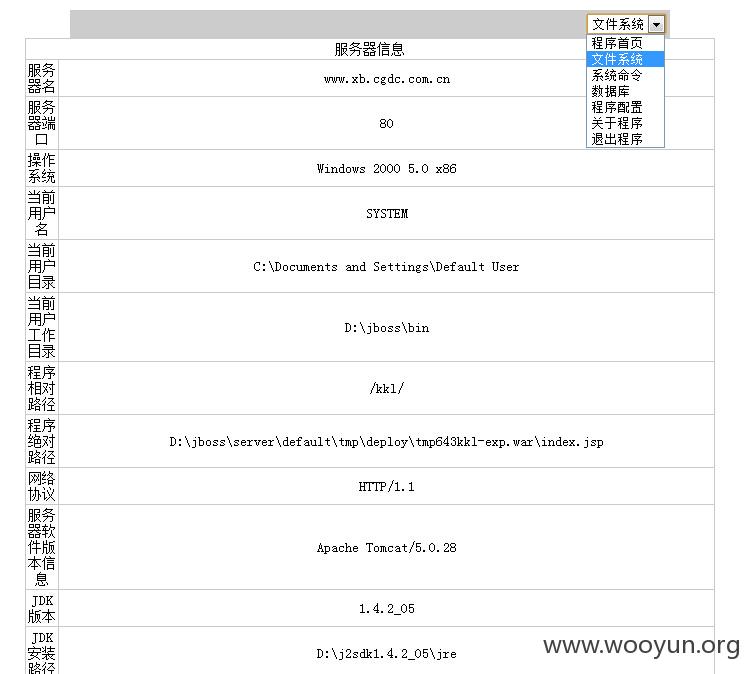 文件系统
程序首页
文件系统
系统命令
数据库
程序配置
关于程序
退出程序
服务器信息
服务
器名
www.xb.cgdc.com.cn
服务
器端
口
80
操作
系统
Windows 2000 5.0 x86
当前
用户
名
SYSTEM
当前
用户
目录
C:\Documents and Settings\Default User
当前
用户
工作
目录
D:\jboss\bin
程序
相对
路径
/kkl/
程序
绝对
路径
D:\jboss\server\default\tmp\deploy\tmp643kkl-exp.war\index.jsp
网络
协议
HTTP/1.1
服务
器软
件版
本信
息
Apache Tomcat/5.0.28
JDK
版本
1.4.2_05
JDK
安装
路径
D:\j2sdk1.4.2_05\jre
www.wooyun.org